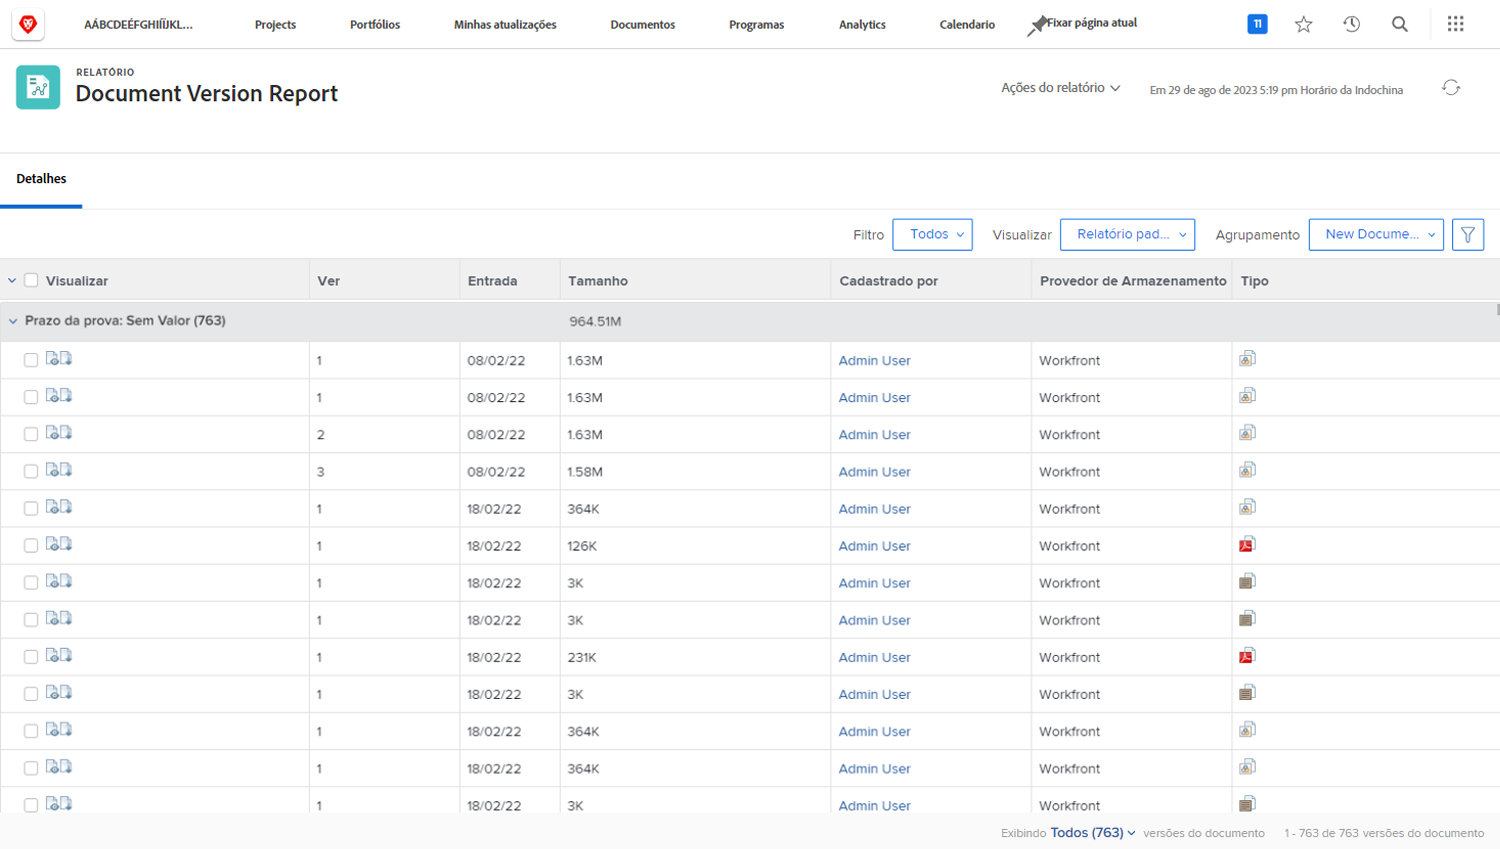 AÁBCDEÉFGHIÍJKL... Projects Portfólios Minhas atualizações Documentos Programas Analytics Calendario Fixar página atual 11
RELATÓRIO
Document Version Report
Ações do relatório Em 29 de ago de 2023 5:19 pm Horário da Indochina
Detalhes
Filtro Todos Visualizar Relatório pad... Agrupamento New Docume...
Visualizar Ver Entrada Tamanho Cadastrado por Provedor de Armazenamento Tipo
Prazo da prova: Sem Valor (763) 964.51M
1 08/02/22 1.63M Admin User Workfront
1 08/02/22 1.63M Admin User Workfront
2 08/02/22 1.63M Admin User Workfront
3 08/02/22 1.58M Admin User Workfront
1 18/02/22 364K Admin User Workfront
1 18/02/22 126K Admin User Workfront
1 18/02/22 3K Admin User Workfront
1 18/02/22 3K Admin User Workfront
1 18/02/22 231K Admin User Workfront
1 18/02/22 3K Admin User Workfront
1 18/02/22 364K Admin User Workfront
1 18/02/22 364K Admin User Workfront
1 18/02/22 3K Admin User Workfront
Exibindo Todos (763) versões do documento 1 - 763 de 763 versões do documento